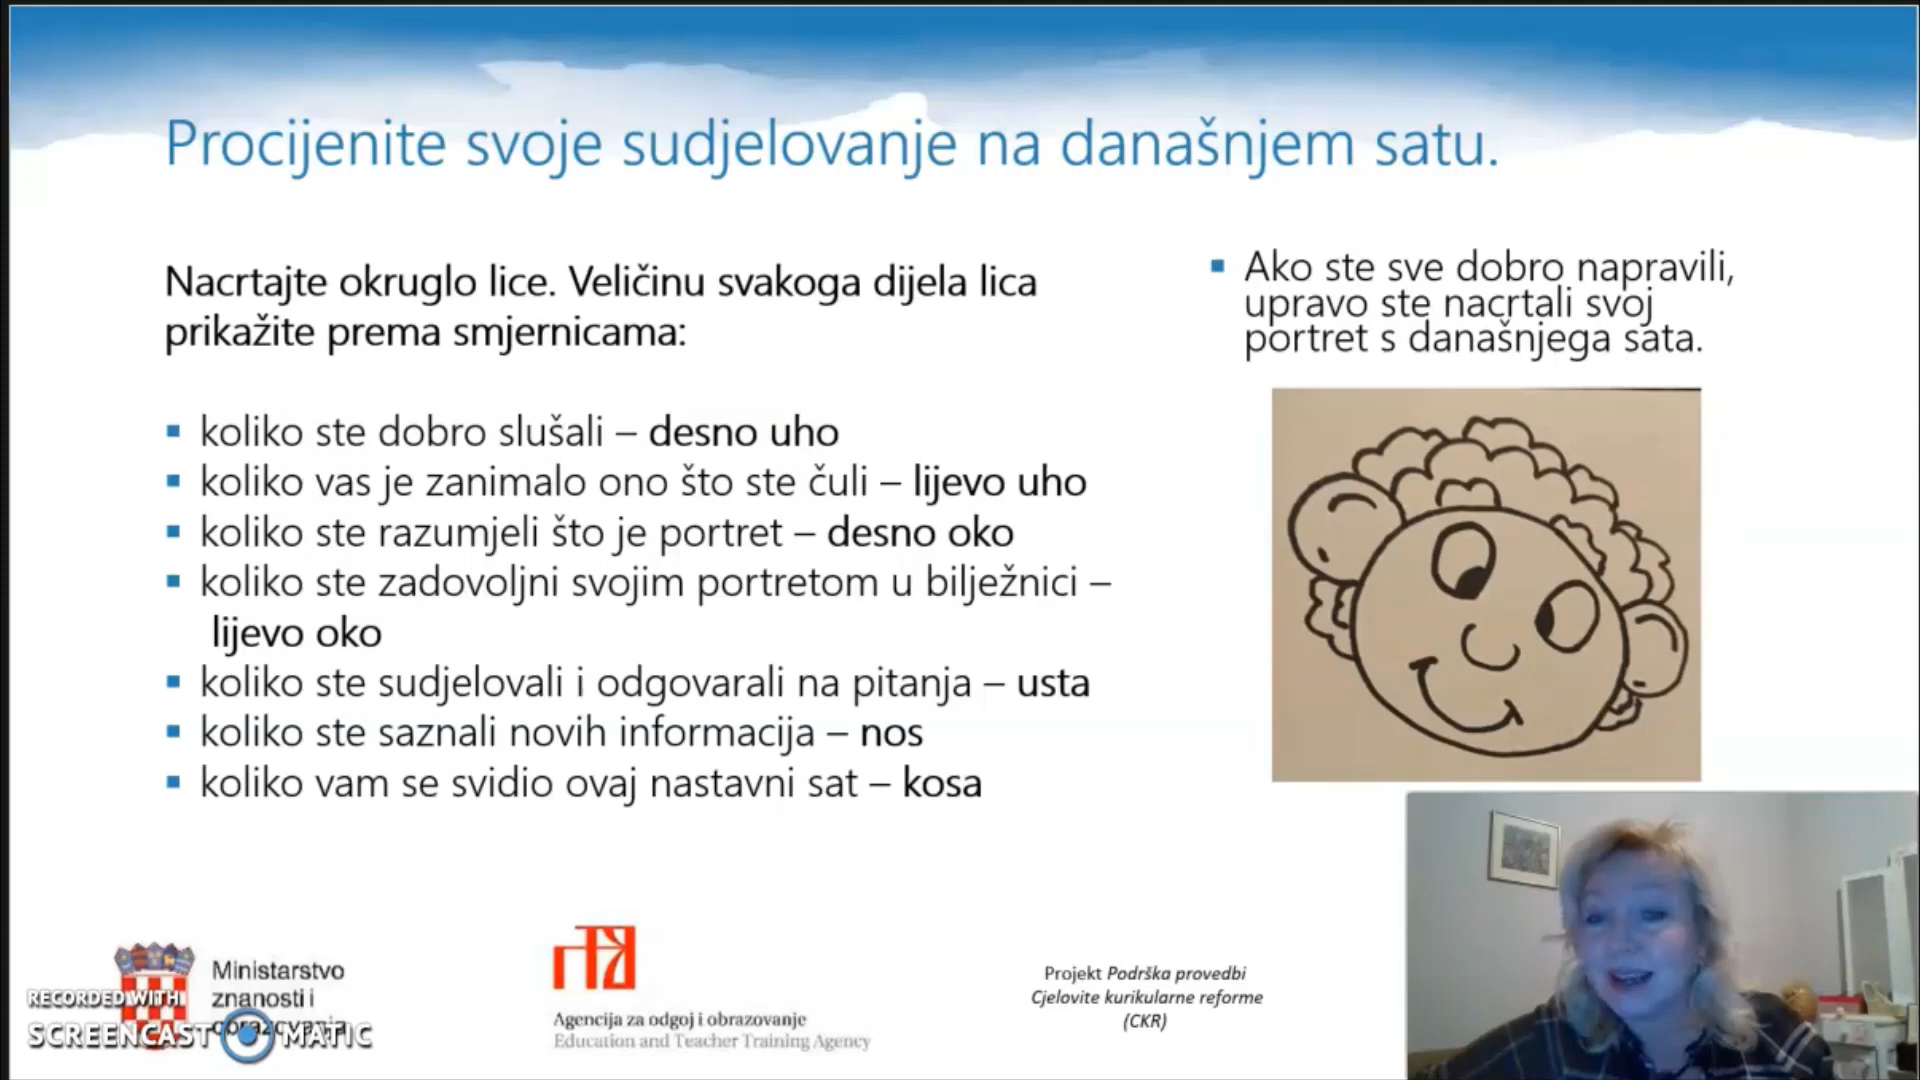 Procijenite svoje sudjelovanje na današnjem satu.
Nacrtajte okruglo lice. Veličinu svakoga dijela lica
prikažite prema smjernicama:
koliko ste dobro slušali – desno uho
koliko vas je zanimalo ono što ste čuli – lijevo uho
koliko ste razumjeli što je portret – desno oko
koliko ste zadovoljni svojim portretom u bilježnici –
lijevo oko
koliko ste sudjelovali i odgovarali na pitanja – usta
koliko ste saznali novih informacija – nos
koliko vam se svidio ovaj nastavni sat – kosa
Ako ste sve dobro napravili,
upravo ste nacrtali svoj
portret s današnjega sata.
Ministarstvo
znanosti i
obrazovanja
RECORDED WITH
SCREENCAST MATIC
Agencija za odgoj i obrazovanje
Education and Teacher Training Agency
Projekt Podrška provedbi
Cjelovite kurikularne reforme
(CKR)